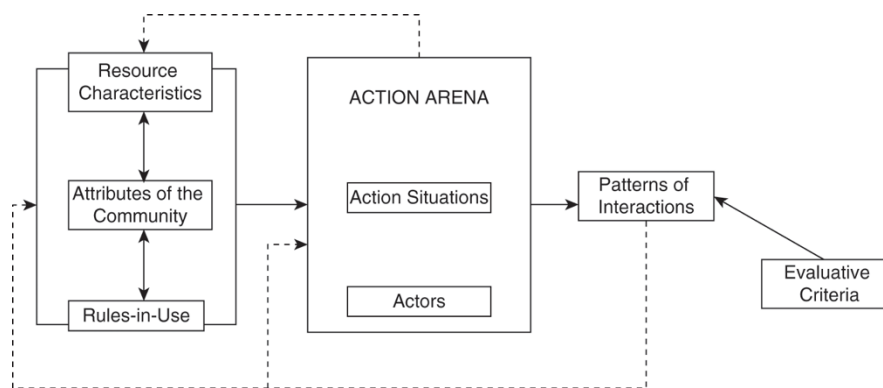 Resource
Characteristics
Attributes of the
Community
Rules-in-Use
ACTION ARENA
Action Situations
Actors
Patterns of
Interactions
Evaluative
Criteria